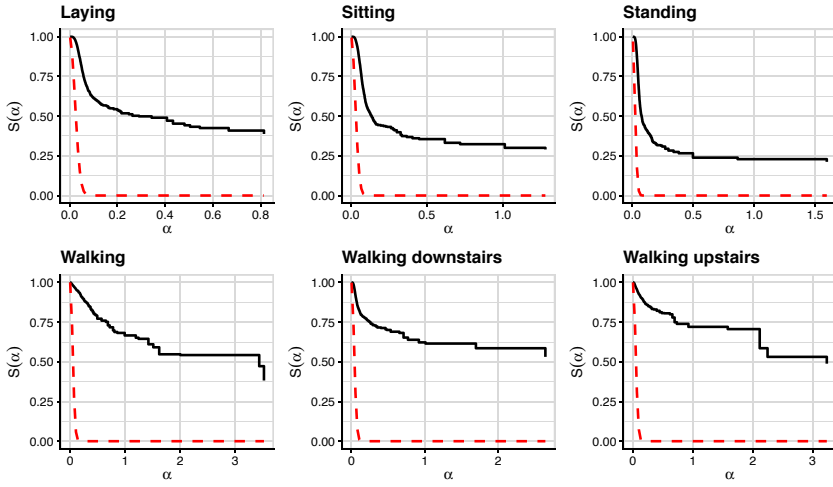 Laying Sitting Standing
1.00 1.00 1.00
0.75 0.75 0.75
S(α) S(α) S(α)
0.50 0.50 0.50
0.25 0.25 0.25
0.00 0.00 0.00
0.0 0.2 0.4 0.6 0.8 0.0 0.5 1.0 0.0 0.5 1.0 1.5
α α α
Walking Walking downstairs Walking upstairs
1.00 1.00 1.00
0.75 0.75 0.75
S(α) S(α) S(α)
0.50 0.50 0.50
0.25 0.25 0.25
0.00 0.00 0.00
0 1 2 3 0 1 2 0 1 2 3
α α α